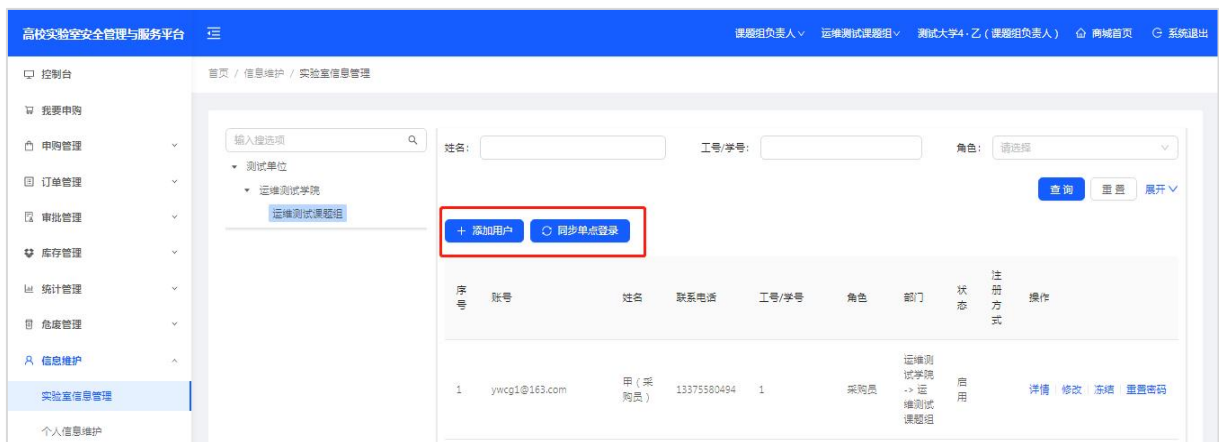 高校实验室安全管理与服务平台
课题组负责人 运维测试课题组 测试大学4·乙（课题组负责人） 商城首页 系统退出
控制台
首页 / 信息维护 / 实验室信息管理
我要申购
申购管理
订单管理
审批管理
库存管理
统计管理
危废管理
信息维护
实验室信息管理
个人信息维护
输入搜选项
测试单位
运维测试学院
运维测试课题组
姓名： 工号/学号： 角色： 请选择
查询 重置 展开
+ 添加用户 同步单点登录
序号 账号 姓名 联系电话 工号/学号 角色 部门 状态 注册方式 操作
1 ywcg1@163.com 甲（采购员） 13375580494 1 采购员 运维测试学院 -> 运维测试课题组 启用 详情 修改 冻结 重置密码